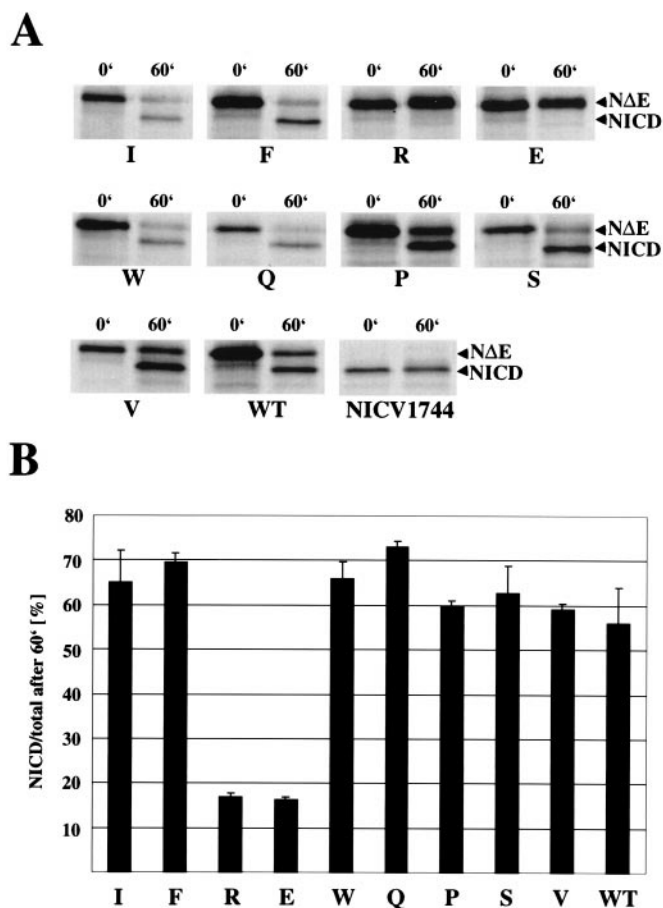 A
0‘ 60‘ 0‘ 60‘ 0‘ 60‘ 0‘ 60‘
NΔE
NICD
I F R E
0‘ 60‘ 0‘ 60‘ 0‘ 60‘ 0‘ 60‘
NΔE
NICD
W Q P S
0‘ 60‘ 0‘ 60‘ 0‘ 60‘
NΔE
NICD
V WT NICV1744
B
NICD/total after 60‘ [%]
80
70
60
50
40
30
20
10
I F R E W Q P S V WT